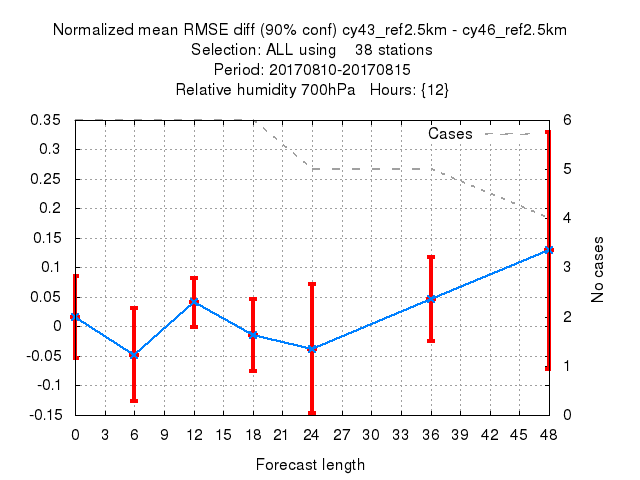 Normalized mean RMSE diff (90% conf) cy43_ref2.5km - cy46_ref2.5km
Selection: ALL using    38 stations
Period: 20170810-20170815
Relative humidity 700hPa   Hours: {12}
Cases
0.35
0.3
0.25
0.2
0.15
0.1
0.05
0
-0.05
-0.1
-0.15
6
5
4
3
2
1
0
No cases
0 3 6 9 12 15 18 21 24 27 30 33 36 39 42 45 48
Forecast length